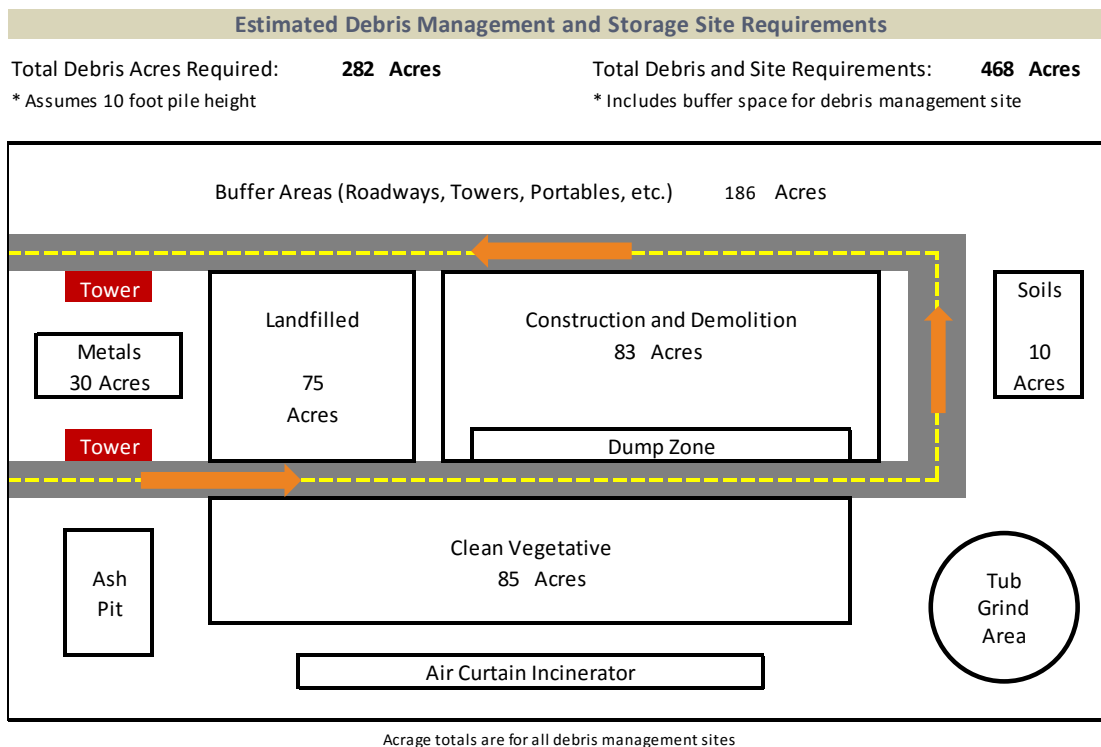 Estimated Debris Management and Storage Site Requirements
Total Debris Acres Required: 282 Acres
* Assumes 10 foot pile height
Total Debris and Site Requirements: 468 Acres
* Includes buffer space for debris management site
Buffer Areas (Roadways, Towers, Portables, etc.) 186 Acres
Tower
Metals
30 Acres
Tower
Landfilled
75
Acres
Construction and Demolition
83 Acres
Dump Zone
Soils
10
Acres
Ash
Pit
Clean Vegetative
85 Acres
Tub
Grind
Area
Air Curtain Incinerator
Acrage totals are for all debris management sites